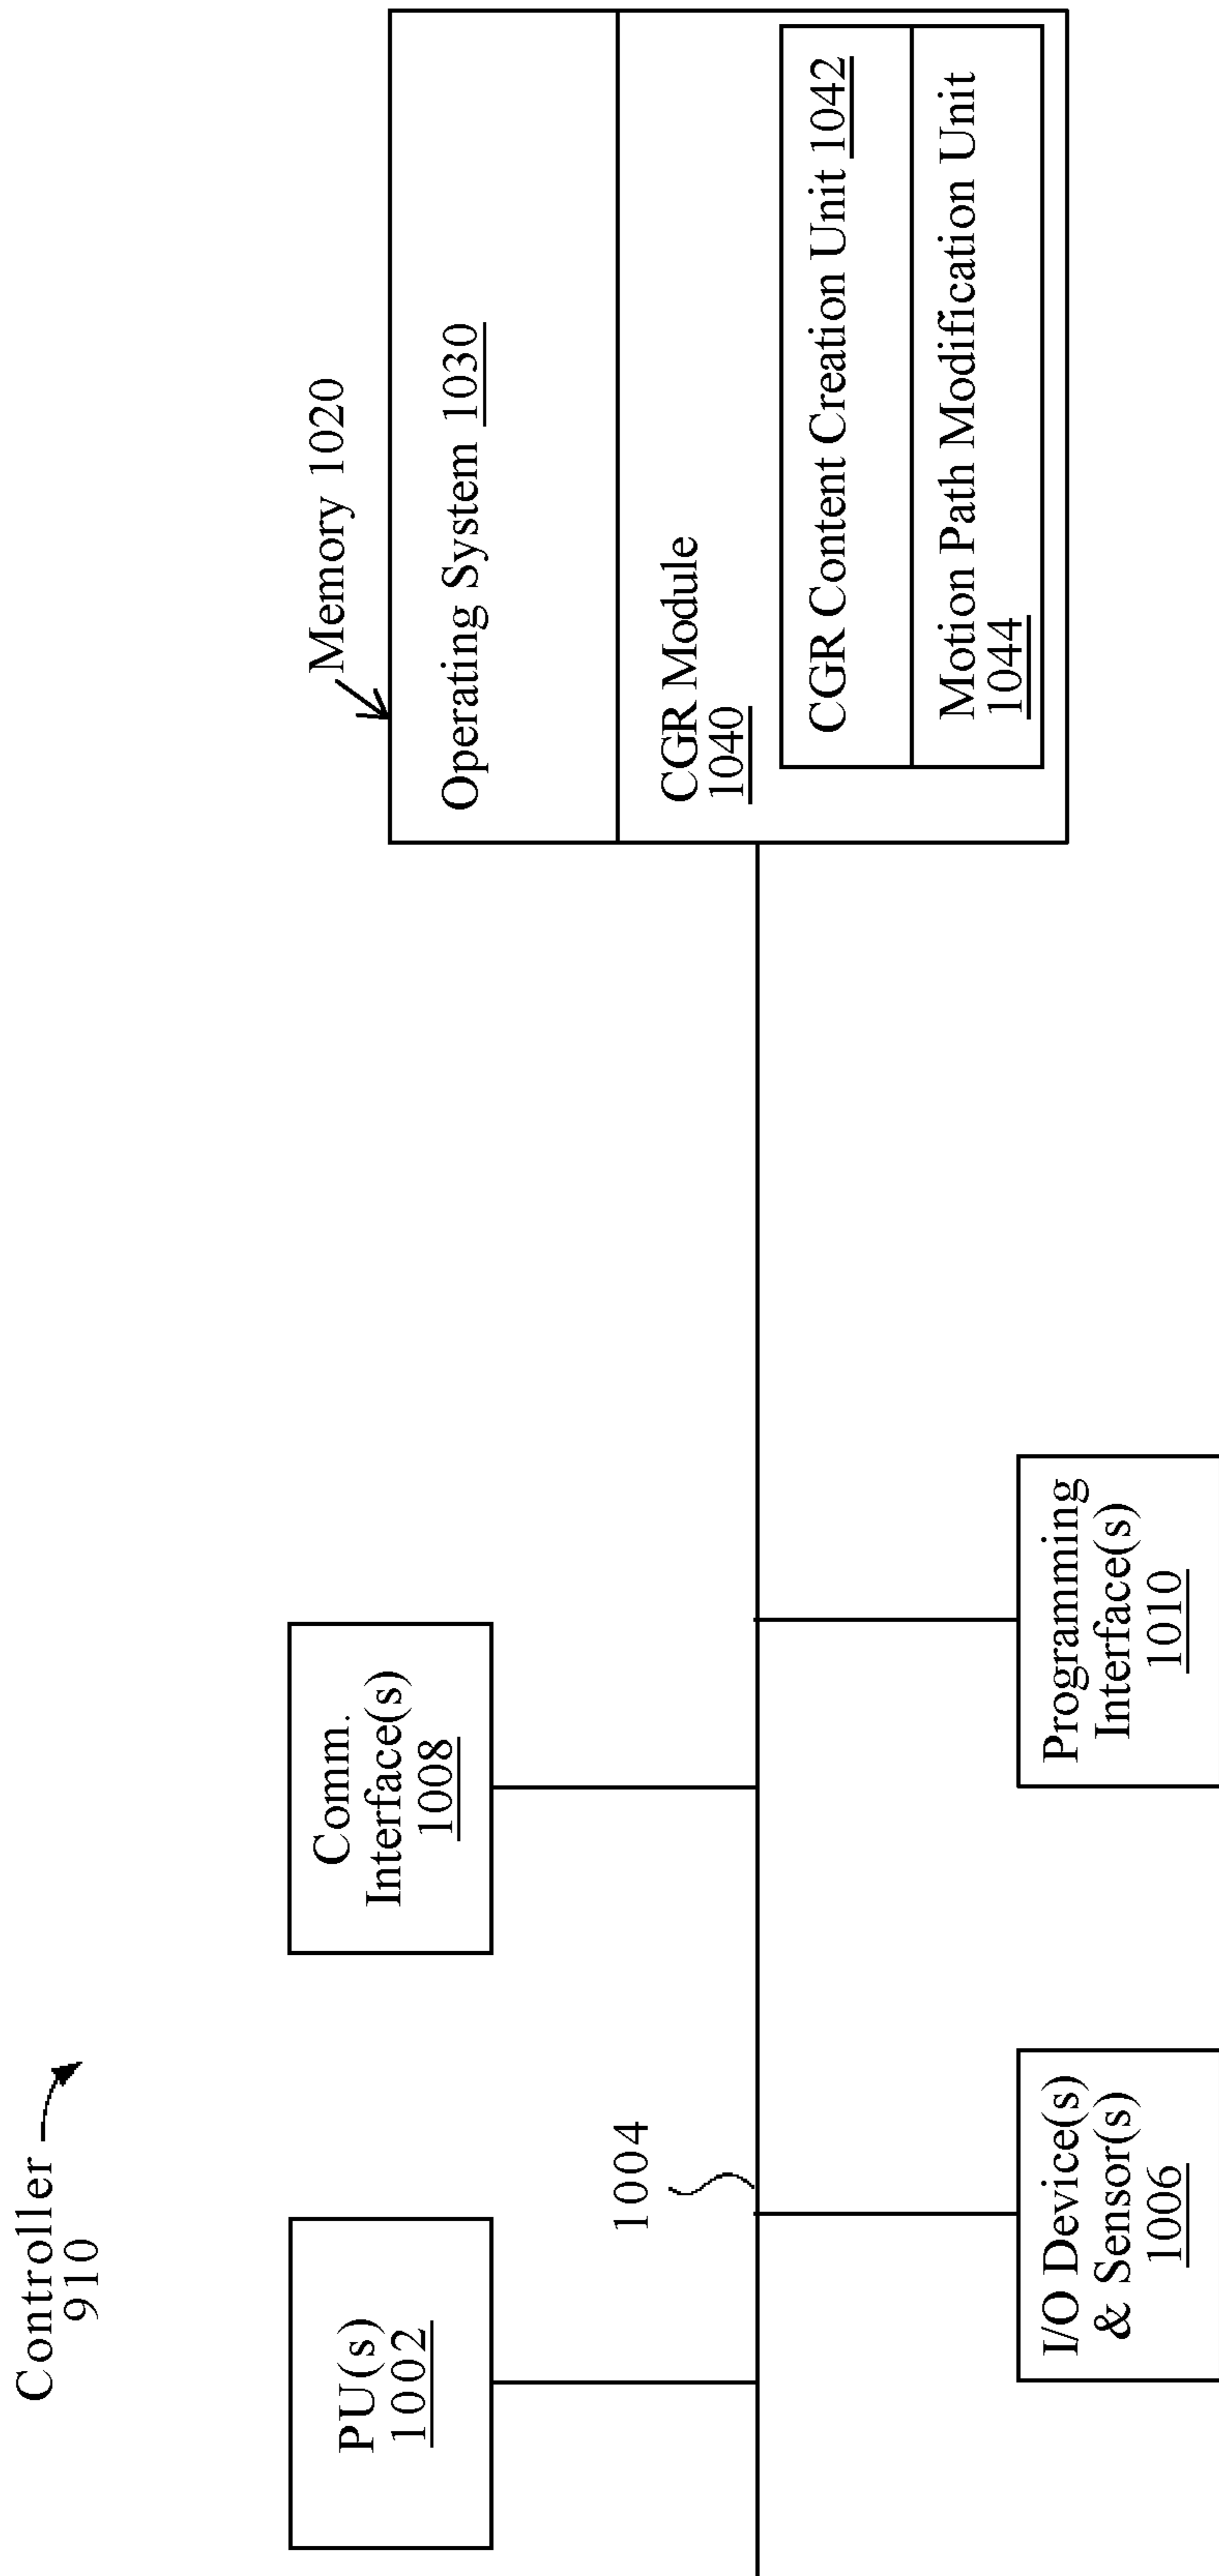 Controller
910
PU(s)
1002
Comm.
Interface(s)
1008
1004
I/O Device(s)
& Sensor(s)
1006
Programming
Interface(s)
1010
Memory 1020
Operating System 1030
CGR Module
1040
CGR Content Creation Unit 1042
Motion Path Modification Unit
1044